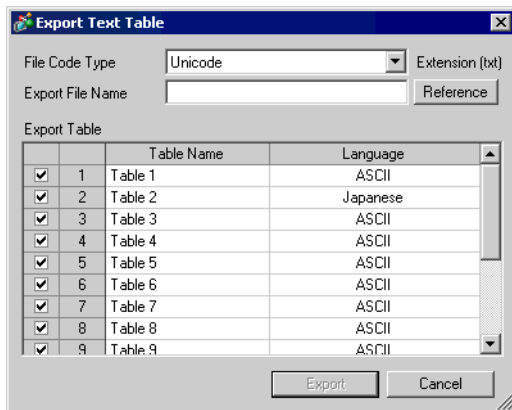 Export Text Table
File Code Type Unicode Extension (txt)
Export File Name Reference
Export Table
Table Name Language
1 Table 1 ASCII
2 Table 2 Japanese
3 Table 3 ASCII
4 Table 4 ASCII
5 Table 5 ASCII
6 Table 6 ASCII
7 Table 7 ASCII
8 Table 8 ASCII
9 Table 9 ASCII
Export Cancel